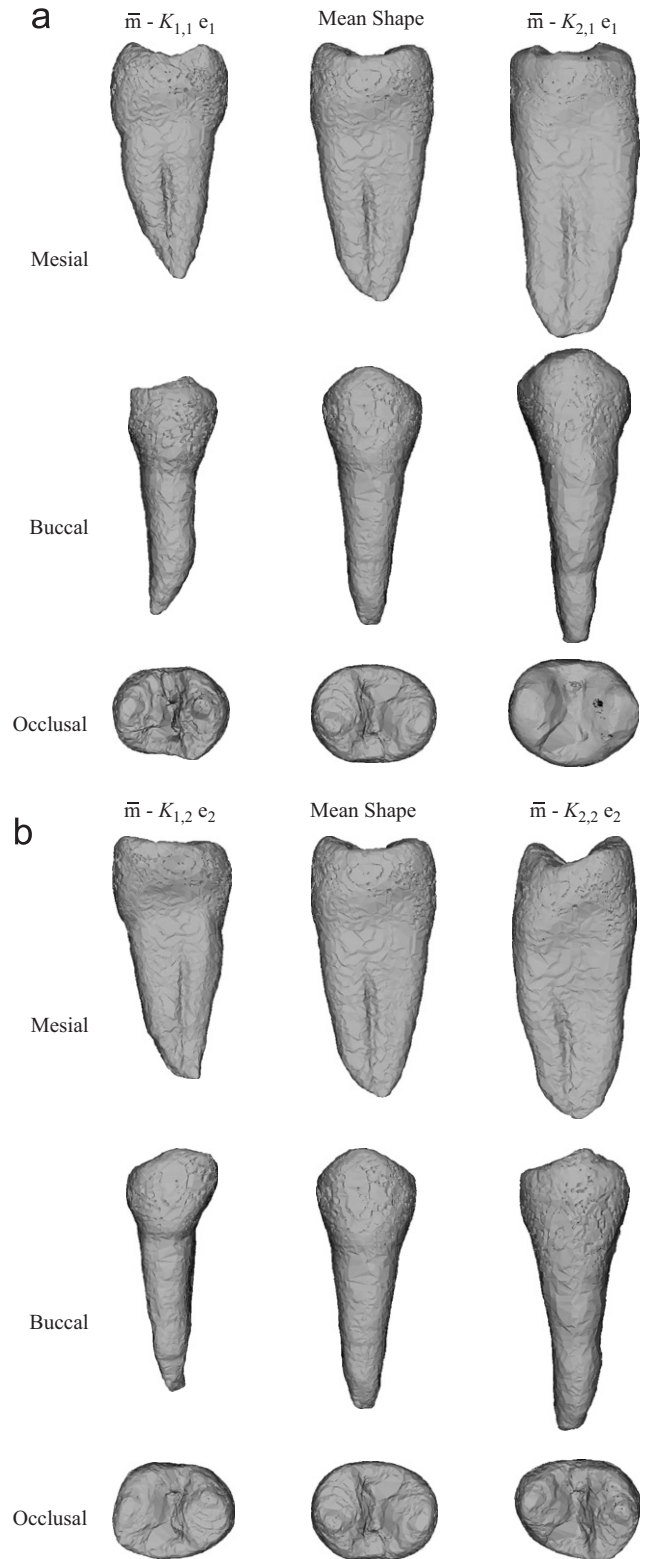 a
m̅ - K₁,₁ e₁ Mean Shape m̅ - K₂,₁ e₁
Mesial
Buccal
Occlusal
b
m̅ - K₁,₂ e₂ Mean Shape m̅ - K₂,₂ e₂
Mesial
Buccal
Occlusal